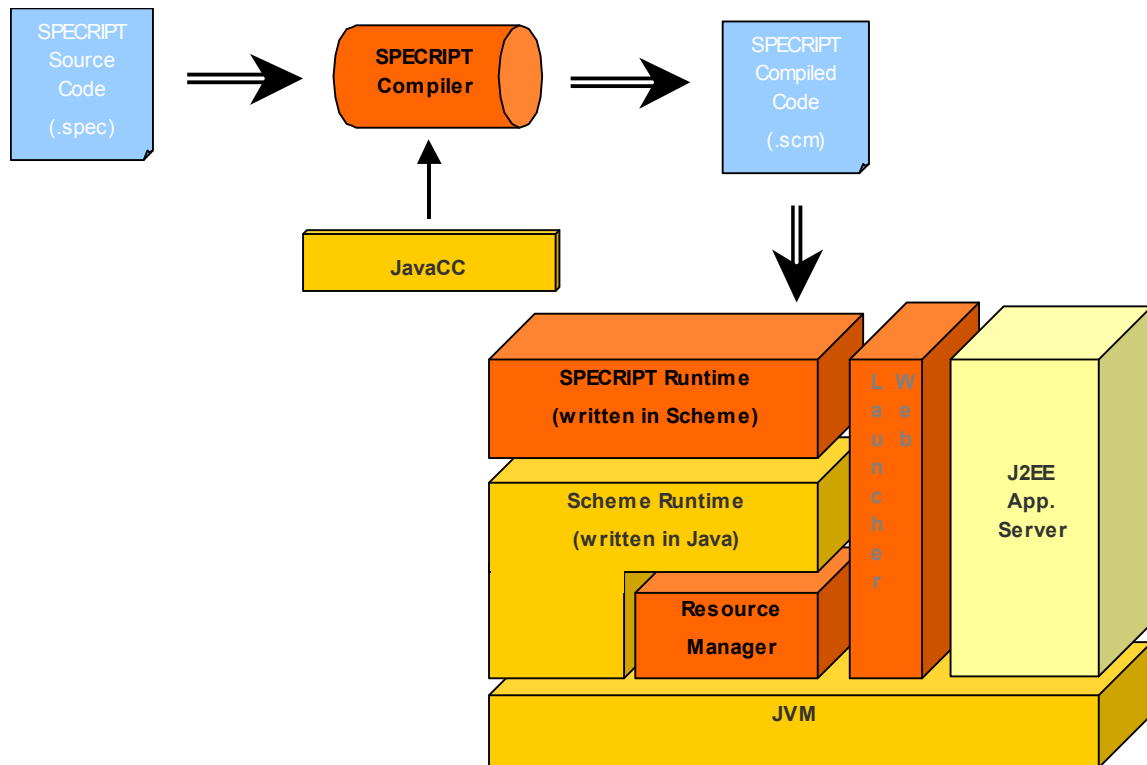 SPECRIPT
Source
Code
(.spec)
SPECRIPT
Compiler
SPECRIPT
Compiled
Code
(.scm)
JavaCC
SPECRIPT Runtime
(written in Scheme)
Scheme Runtime
(written in Java)
Resource
Manager
Web
Launcher
J2EE
App.
Server
JVM